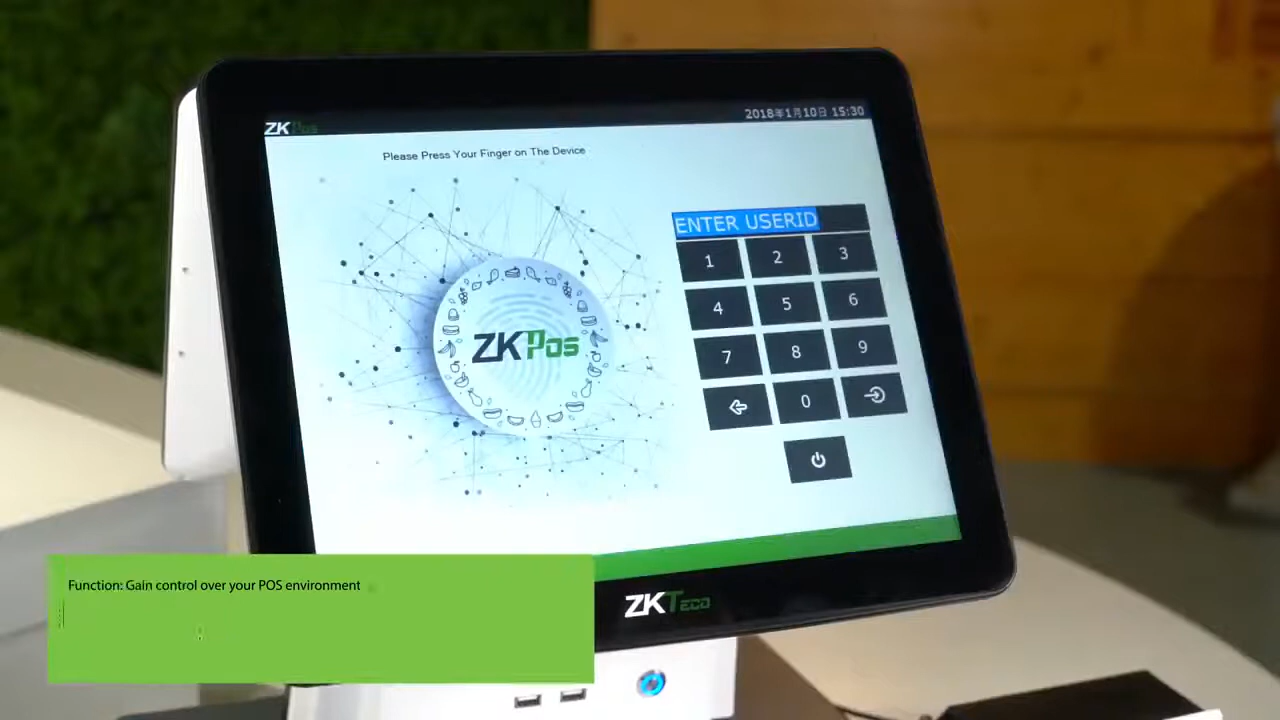 ZKPos
2018年1月10日 15:30
Please Press Your Finger on The Device
ENTER USERID
1 2 3
4 5 6
7 8 9
0
ZKPos
ZKTeco
Function: Gain control over your POS environment